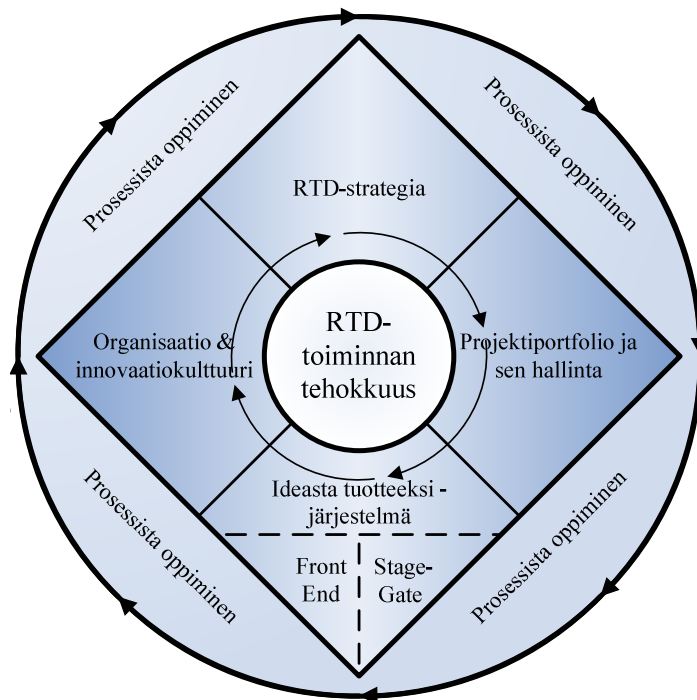 Prosessista oppiminen
Prosessista oppiminen
RTD-strategia
Organisaatio &
innovaatiokulttuuri
RTD-
toiminnan
tehokkuus
Projektiportfolio ja
sen hallinta
Ideasta tuotteeksi -
järjestelmä
Front
End
Stage-
Gate
Prosessista oppiminen
Prosessista oppiminen